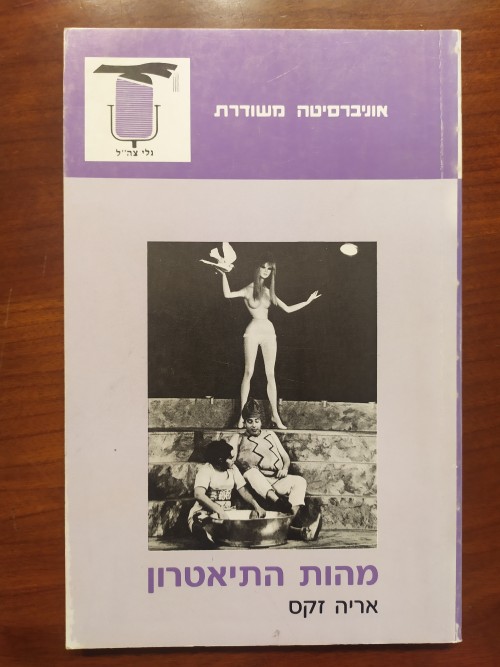 אוניברסיטה משודרת
גלי צה"ל
מהות התיאטרון
אריה זקס